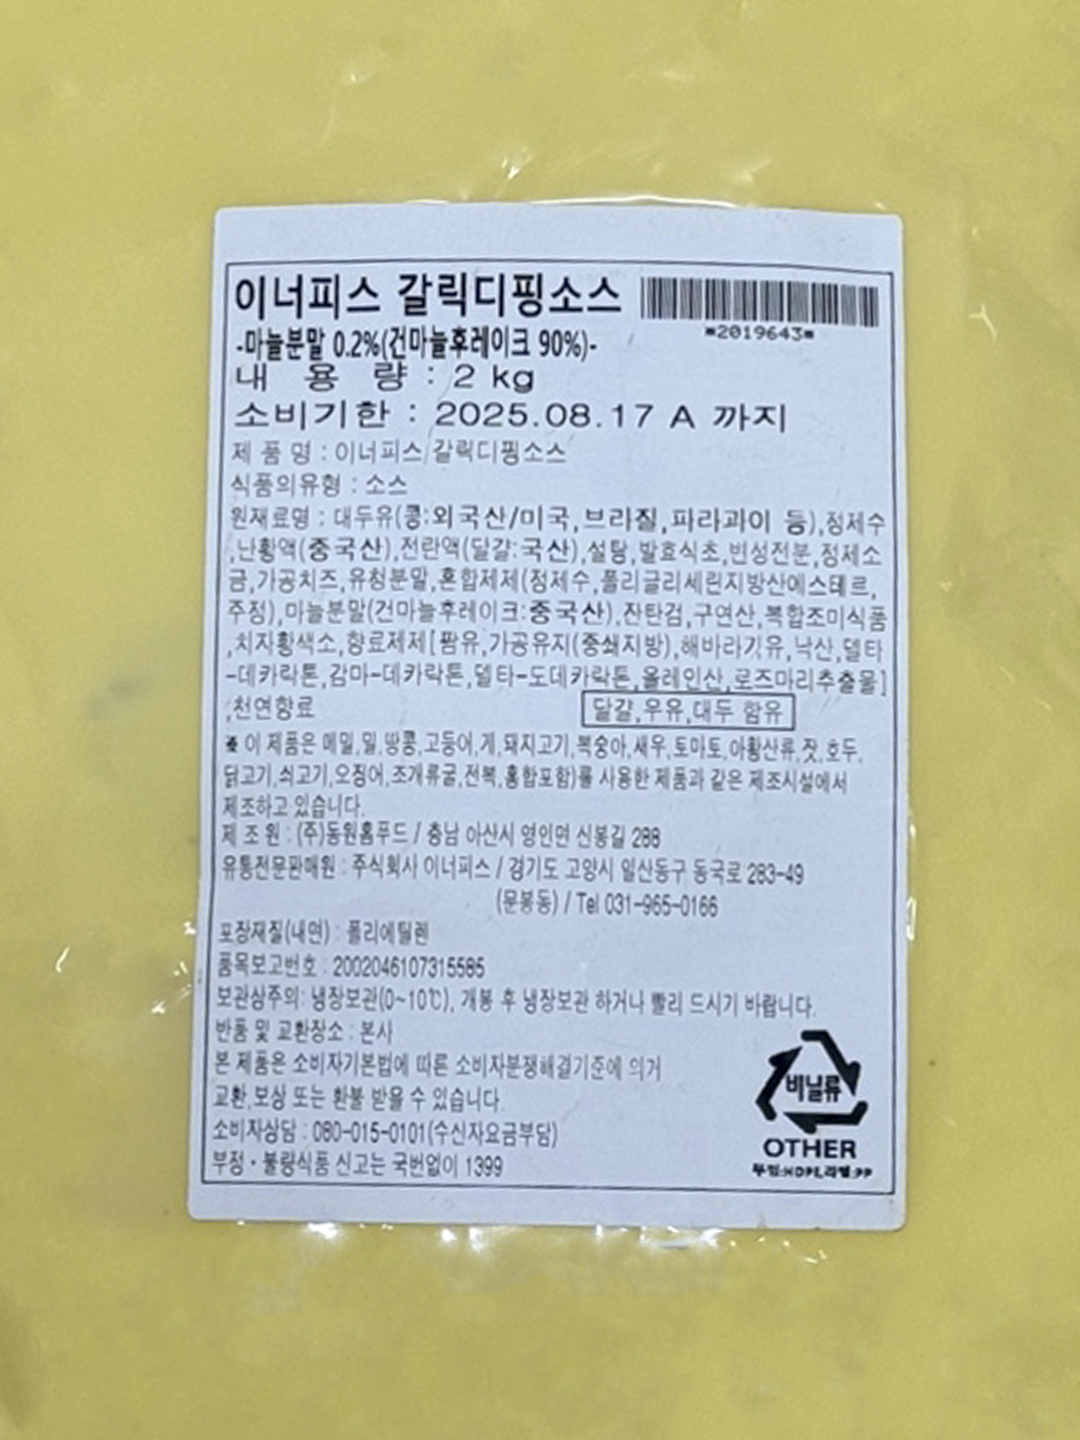 이너피스 갈릭디핑소스
*2019643*
-마늘분말 0.2%(건마늘후레이크 90%)-
내 용 량 : 2 kg
소비기한 : 2025.08.17 A 까지
제 품 명 : 이너피스 갈릭디핑소스
식품의유형 : 소스
원재료명 : 대두유(콩:외국산/미국,브라질,파라과이 등),정제수
,난황액(중국산),전란액(달걀:국산),설탕,발효식초,변성전분,정제소
금,가공치즈,유청분말,혼합제제(정제수,폴리글리세린지방산에스테르,
주정),마늘분말(건마늘후레이크:중국산),잔탄검,구연산,복합조미식품
,치자황색소,향료제제[팜유,가공유지(중쇄지방),해바라기유,낙산,델타
-데카락톤,감마-데카락톤,델타-도데카락톤,올레인산,로즈마리추출물]
,천연향료
달걀,우유,대두 함유
※ 이 제품은 메밀,밀,땅콩,고등어,게,돼지고기,복숭아,새우,토마토,아황산류,잣,호두,
닭고기,쇠고기,오징어,조개류굴,전복,홍합포함)를 사용한 제품과 같은 제조시설에서
제조하고 있습니다.
제 조 원 : (주)동원홈푸드 / 충남 아산시 영인면 신봉길 288
유통전문판매원 : 주식회사 이너피스 / 경기도 고양시 일산동구 동국로 283-49
(문봉동) / Tel 031-965-0166
포장재질(내면) : 폴리에틸렌
품목보고번호 : 2002046107315585
보관상주의: 냉장보관(0~10℃), 개봉 후 냉장보관 하거나 빨리 드시기 바랍니다.
반품 및 교환장소 : 본사
본 제품은 소비자기본법에 따른 소비자분쟁해결기준에 의거
교환,보상 또는 환불 받을 수 있습니다.
소비자상담 : 080-015-0101(수신자요금부담)
부정·불량식품 신고는 국번없이 1399
비닐류
OTHER
뚜껑:HDPE,라벨:PP